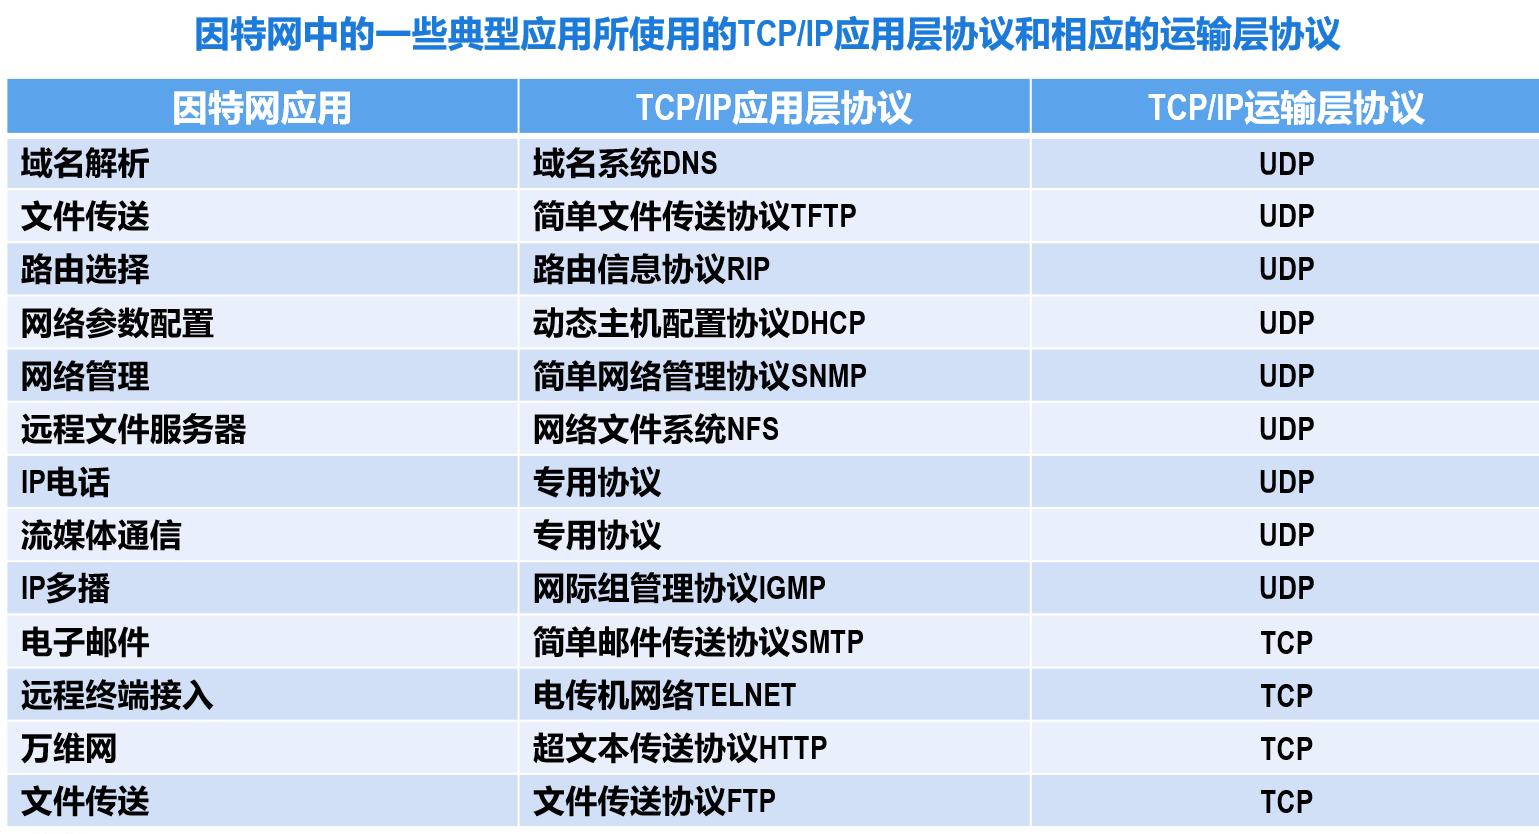 因特网中的一些典型应用所使用的TCP/IP应用层协议和相应的运输层协议
因特网应用 TCP/IP应用层协议 TCP/IP运输层协议
域名解析 域名系统DNS UDP
文件传送 简单文件传送协议TFTP UDP
路由选择 路由信息协议RIP UDP
网络参数配置 动态主机配置协议DHCP UDP
网络管理 简单网络管理协议SNMP UDP
远程文件服务器 网络文件系统NFS UDP
IP电话 专用协议 UDP
流媒体通信 专用协议 UDP
IP多播 网际组管理协议IGMP UDP
电子邮件 简单邮件传送协议SMTP TCP
远程终端接入 电传机网络TELNET TCP
万维网 超文本传送协议HTTP TCP
文件传送 文件传送协议FTP TCP